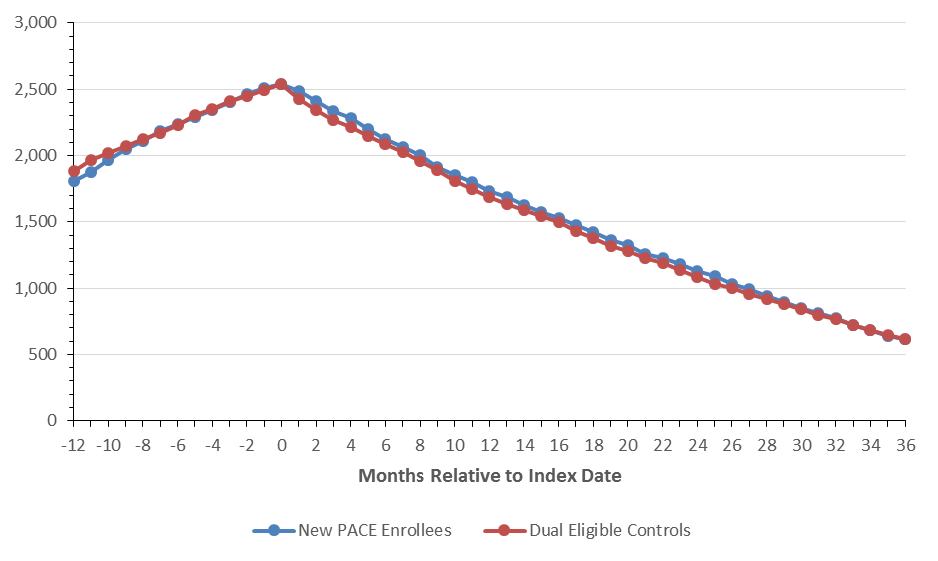 3,000
2,500
2,000
1,500
1,000
500
0
-12 -10 -8 -6 -4 -2 0 2 4 6 8 10 12 14 16 18 20 22 24 26 28 30 32 34 36
Months Relative to Index Date
New PACE Enrollees Dual Eligible Controls